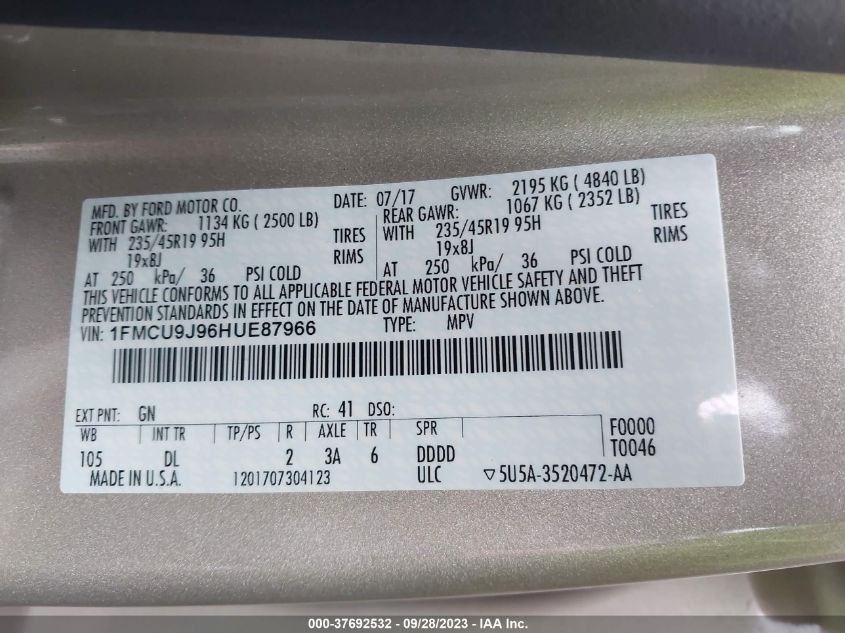 MFD. BY FORD MOTOR CO. DATE: 07/17 GVWR: 2195 KG ( 4840 LB)
FRONT GAWR: 1134 KG ( 2500 LB) REAR GAWR: 1067 KG ( 2352 LB)
WITH 235/45R19 95H TIRES WITH 235/45R19 95H TIRES
19x8J RIMS 19x8J RIMS
AT 250 kPa/ 36 PSI COLD AT 250 kPa/ 36 PSI COLD
THIS VEHICLE CONFORMS TO ALL APPLICABLE FEDERAL MOTOR VEHICLE SAFETY AND THEFT
PREVENTION STANDARDS IN EFFECT ON THE DATE OF MANUFACTURE SHOWN ABOVE.
VIN: 1FMCU9J96HUE87966 TYPE: MPV
EXT PNT: GN RC: 41 DSO:
WB INT TR TP/PS R AXLE TR SPR F0000
105 DL 2 3A 6 DDDD T0046
MADE IN U.S.A. 1201707304123 ULC ▽5U5A-3520472-AA
000-37692532 - 09/28/2023 - IAA Inc.